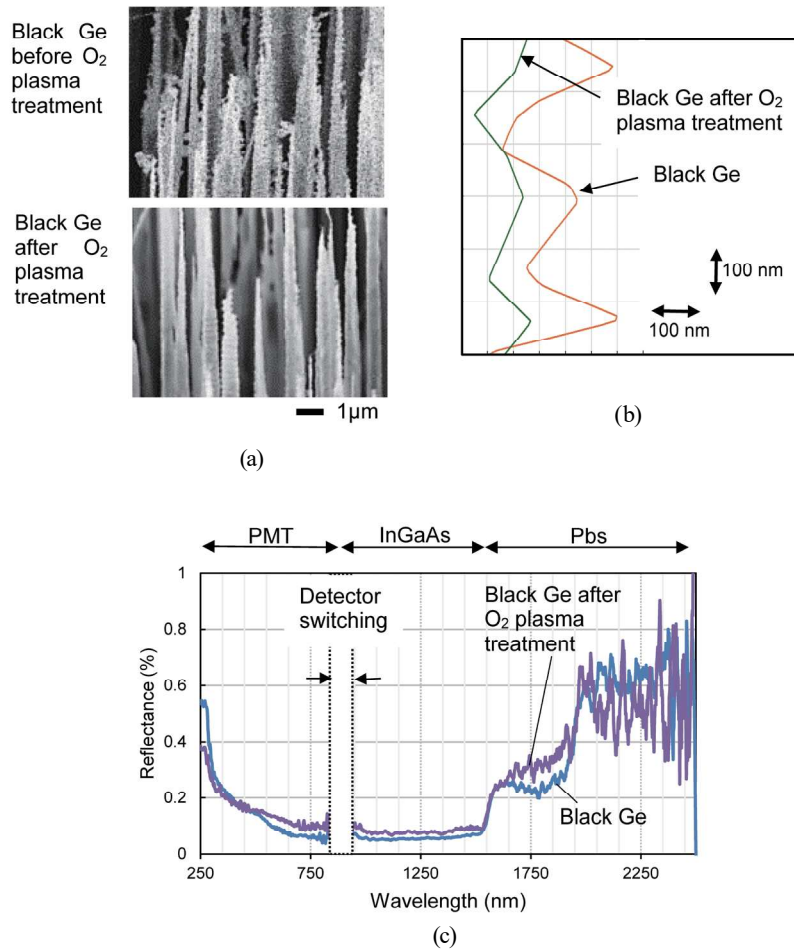 Black Ge
before O2
plasma
treatment
Black Ge
after O2
plasma
treatment
1μm
(a)
Black Ge after O2
plasma treatment
Black Ge
100 nm
100 nm
(b)
PMT
InGaAs
Pbs
1
0.8
0.6
0.4
0.2
0
Reflectance (%)
Detector
switching
Black Ge after
O2 plasma
treatment
Black Ge
250
750
1250
1750
2250
Wavelength (nm)
(c)